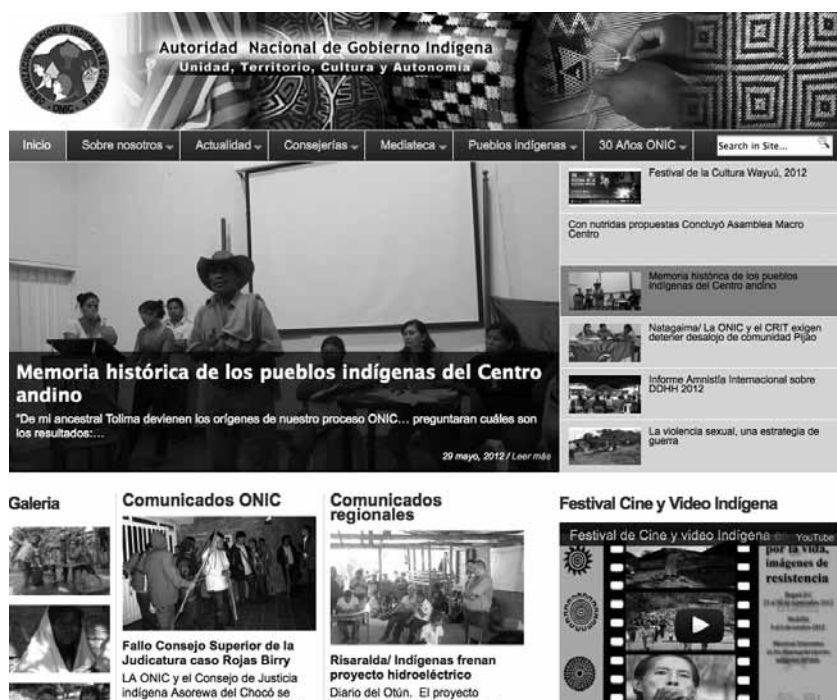 Autoridad Nacional de Gobierno Indígena
Unidad, Territorio, Cultura y Autonomía
ONIC
Inicio
Sobre nosotros
Actualidad
Consejerías
Mediateca
Pueblos indígenas
30 Años ONIC
Search in Site...
Memoria histórica de los pueblos indígenas del Centro
andino
"De mi ancestral Tolima devienen los orígenes de nuestro proceso ONIC… preguntaran cuáles son
los resultados:…
29 mayo, 2012 / Leer más
Festival de la Cultura Wayuú, 2012
Con nutridas propuestas Concluyó Asamblea Macro
Centro
Memoria histórica de los pueblos
indígenas del Centro andino
Natagaima/ La ONIC y el CRIT exigen
detener desalojo de comunidad Pijao
Informe Amnistía Internacional sobre
DDHH 2012
La violencia sexual, una estrategia de
guerra
Galeria
Comunicados ONIC
Fallo Consejo Superior de la
Judicatura caso Rojas Birry
LA ONIC y el Consejo de Justicia
indígena Asorewa del Chocó se
Comunicados
regionales
Risaralda/ Indígenas frenan
proyecto hidroeléctrico
Diario del Otún. El proyecto
Festival Cine y Video Indígena
Festival de Cine y video Indígena
YouTube
por la vida,
imágenes de
resistencia